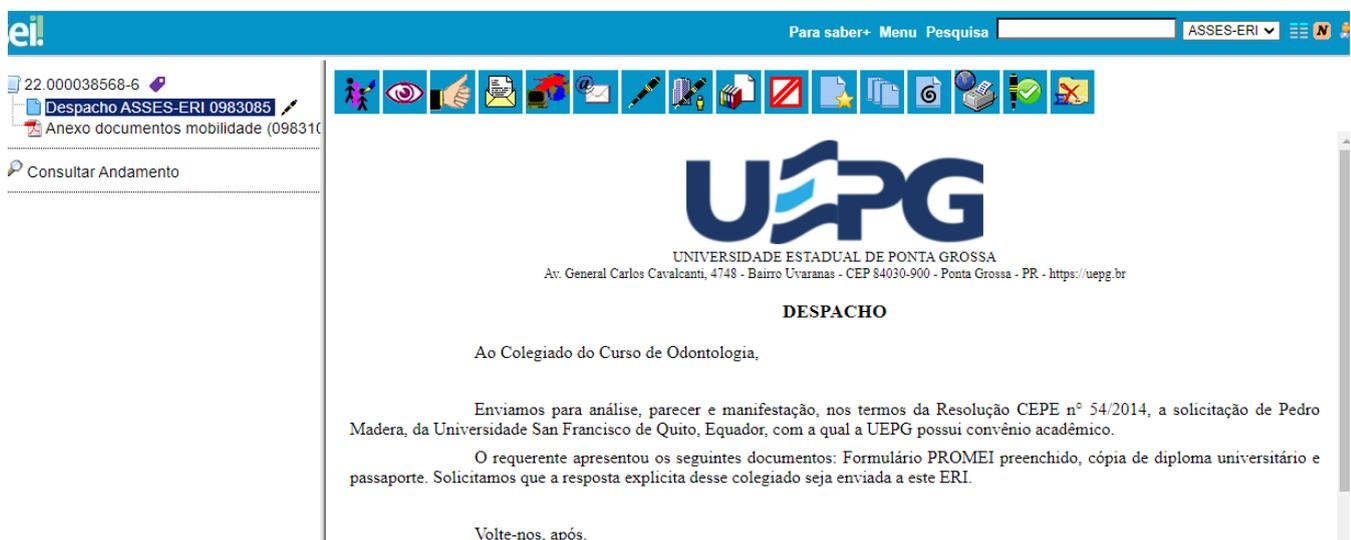 ei!
Para saber+ Menu Pesquisa ASSES-ERI N
22.000038568-6
Despacho ASSES-ERI 0983085
Anexo documentos mobilidade (098310
Consultar Andamento
UEPG
UNIVERSIDADE ESTADUAL DE PONTA GROSSA
Av. General Carlos Cavalcanti, 4748 - Bairro Uvaranas - CEP 84030-900 - Ponta Grossa - PR - https://uepg.br
DESPACHO
Ao Colegiado do Curso de Odontologia,
Enviamos para análise, parecer e manifestação, nos termos da Resolução CEPE n° 54/2014, a solicitação de Pedro
Madera, da Universidade San Francisco de Quito, Equador, com a qual a UEPG possui convênio acadêmico.
O requerente apresentou os seguintes documentos: Formulário PROMEI preenchido, cópia de diploma universitário e
passaporte. Solicitamos que a resposta explicita desse colegiado seja enviada a este ERI.
Volte-nos, após.